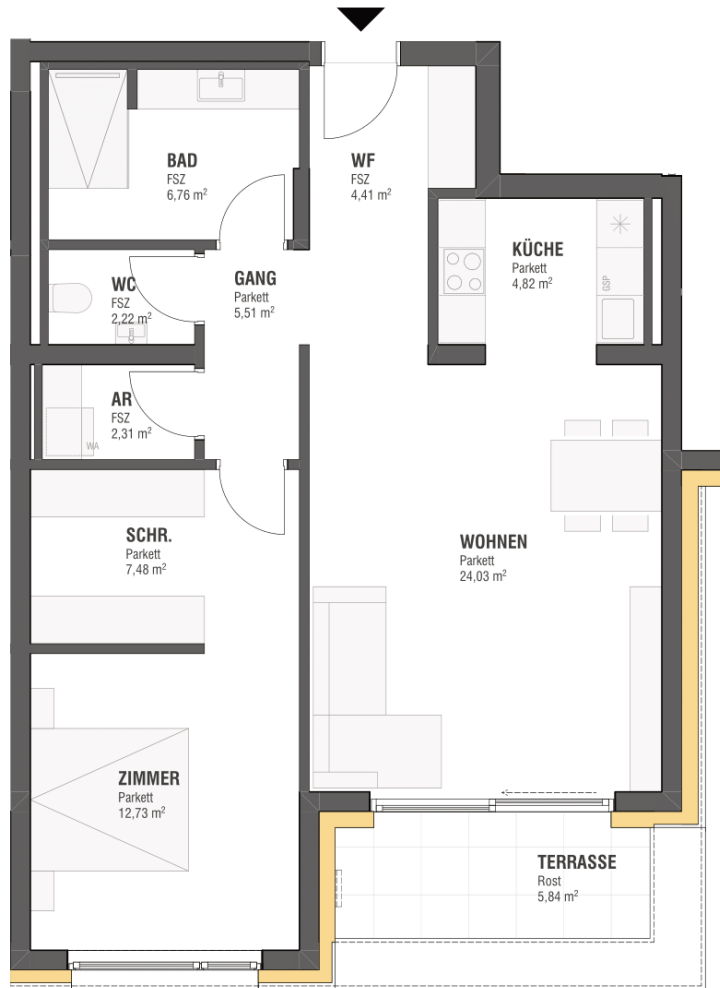 BAD
FSZ
6,76 m²
WF
FSZ
4,41 m²
KÜCHE
Parkett
4,82 m²
GSP
WC
FSZ
2,22 m²
GANG
Parkett
5,51 m²
AR
FSZ
2,31 m²
WA
SCHR.
Parkett
7,48 m²
WOHNEN
Parkett
24,03 m²
ZIMMER
Parkett
12,73 m²
TERRASSE
Rost
5,84 m²